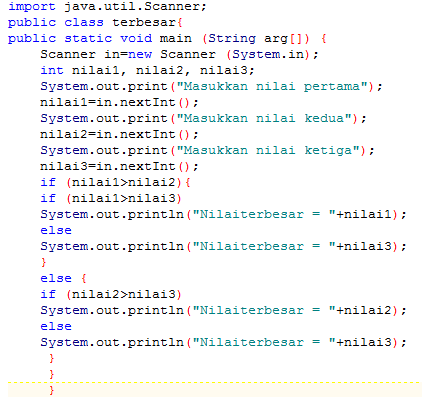 import java.util.Scanner;
public class terbesar{
public static void main (String arg[]) {
Scanner in=new Scanner (System.in);
int nilai1, nilai2, nilai3;
System.out.print("Masukkan nilai pertama");
nilai1=in.nextInt();
System.out.print("Masukkan nilai kedua");
nilai2=in.nextInt();
System.out.print("Masukkan nilai ketiga");
nilai3=in.nextInt();
if (nilai1>nilai2){
if (nilai1>nilai3)
System.out.println("Nilaiterbesar = "+nilai1);
else
System.out.println("Nilaiterbesar = "+nilai3);
}
else {
if (nilai2>nilai3)
System.out.println("Nilaiterbesar = "+nilai2);
else
System.out.println("Nilaiterbesar = "+nilai3);
}
}
}